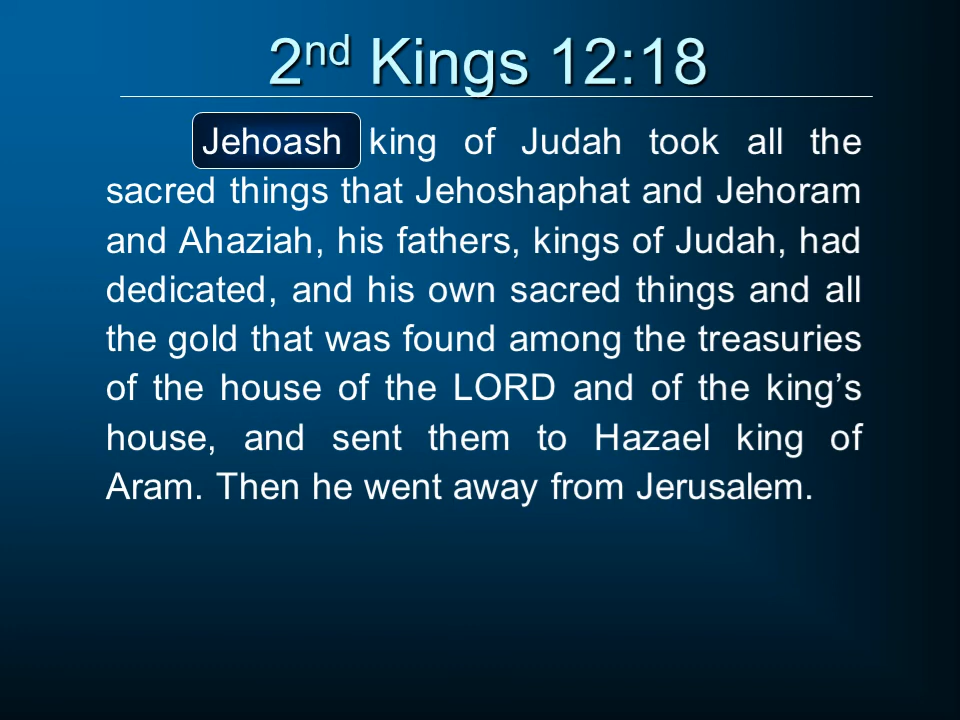 2nd Kings 12:18
Jehoash king of Judah took all the
sacred things that Jehoshaphat and Jehoram
and Ahaziah, his fathers, kings of Judah, had
dedicated, and his own sacred things and all
the gold that was found among the treasuries
of the house of the LORD and of the king’s
house, and sent them to Hazael king of
Aram. Then he went away from Jerusalem.